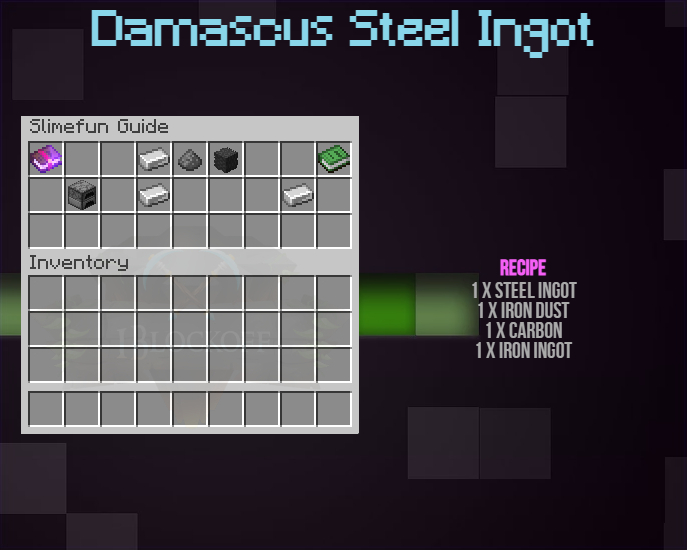 Damascus Steel Ingot
Slimefun Guide
Inventory
RECIPE
1 X STEEL INGOT
1 X IRON DUST
1 X CARBON
1 X IRON INGOT